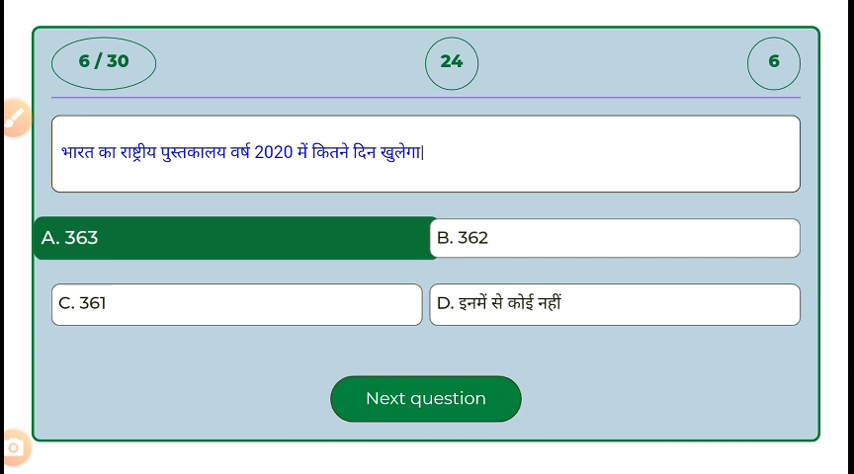 6 / 30
24
6
भारत का राष्ट्रीय पुस्तकालय वर्ष 2020 में कितने दिन खुलेगा|
A. 363
B. 362
C. 361
D. इनमें से कोई नहीं
Next question